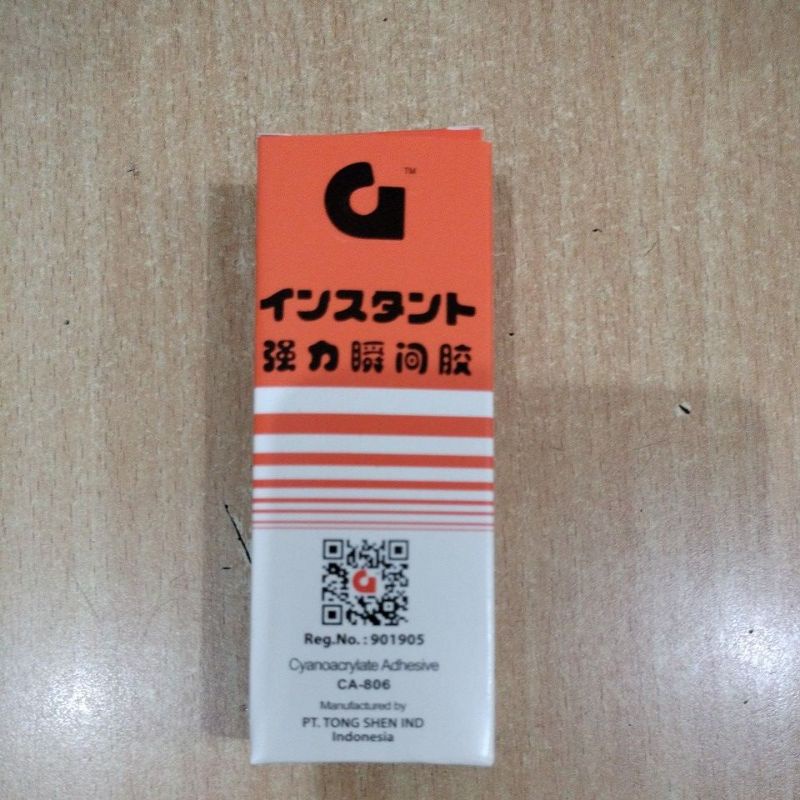 TM
インスタント
强力瞬间胶
Reg.No. : 901905
Cyanoacrylate Adhesive
CA-806
Manufactured by
PT. TONG SHEN IND
Indonesia